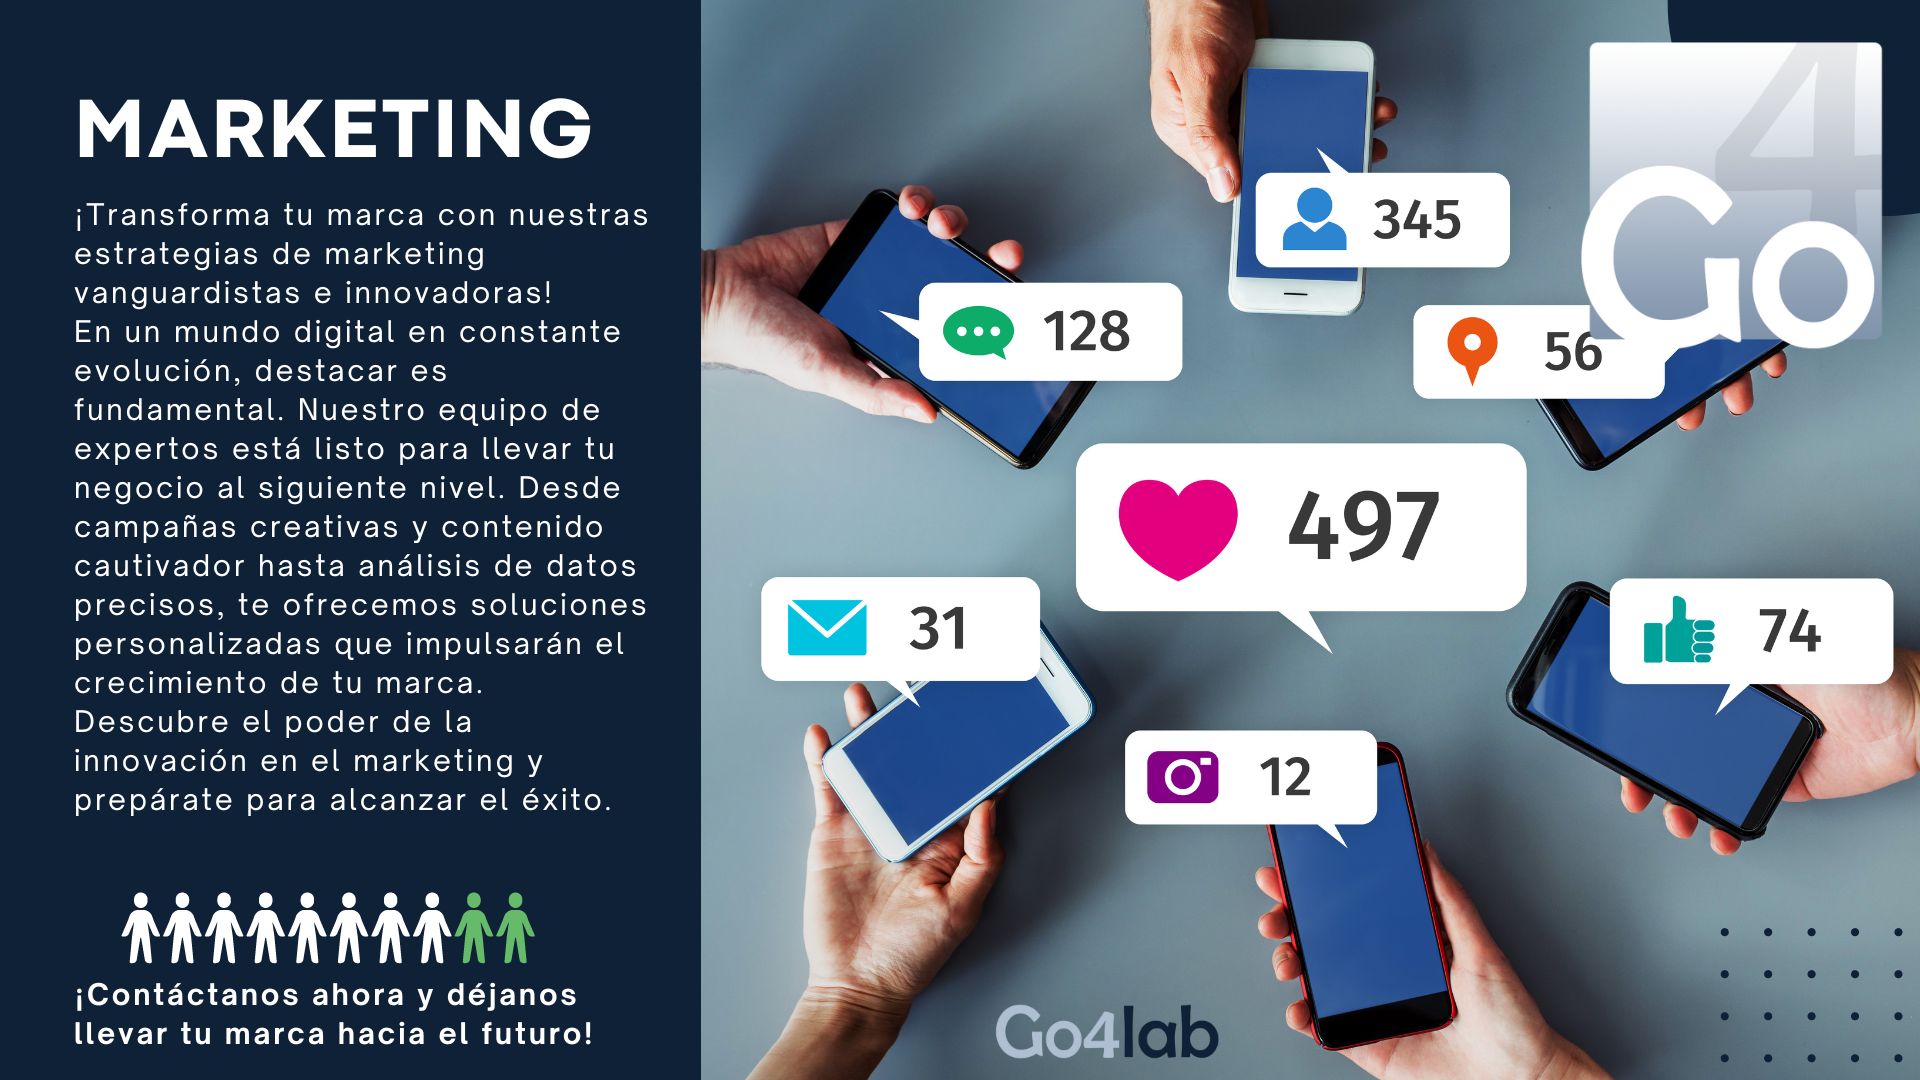 MARKETING
¡Transforma tu marca con nuestras
estrategias de marketing
vanguardistas e innovadoras!
En un mundo digital en constante
evolución, destacar es
fundamental. Nuestro equipo de
expertos está listo para llevar tu
negocio al siguiente nivel. Desde
campañas creativas y contenido
cautivador hasta análisis de datos
precisos, te ofrecemos soluciones
personalizadas que impulsarán el
crecimiento de tu marca.
Descubre el poder de la
innovación en el marketing y
prepárate para alcanzar el éxito.
¡Contáctanos ahora y déjanos
llevar tu marca hacia el futuro!
4
Go
345
128
56
497
31
74
12
Go4lab